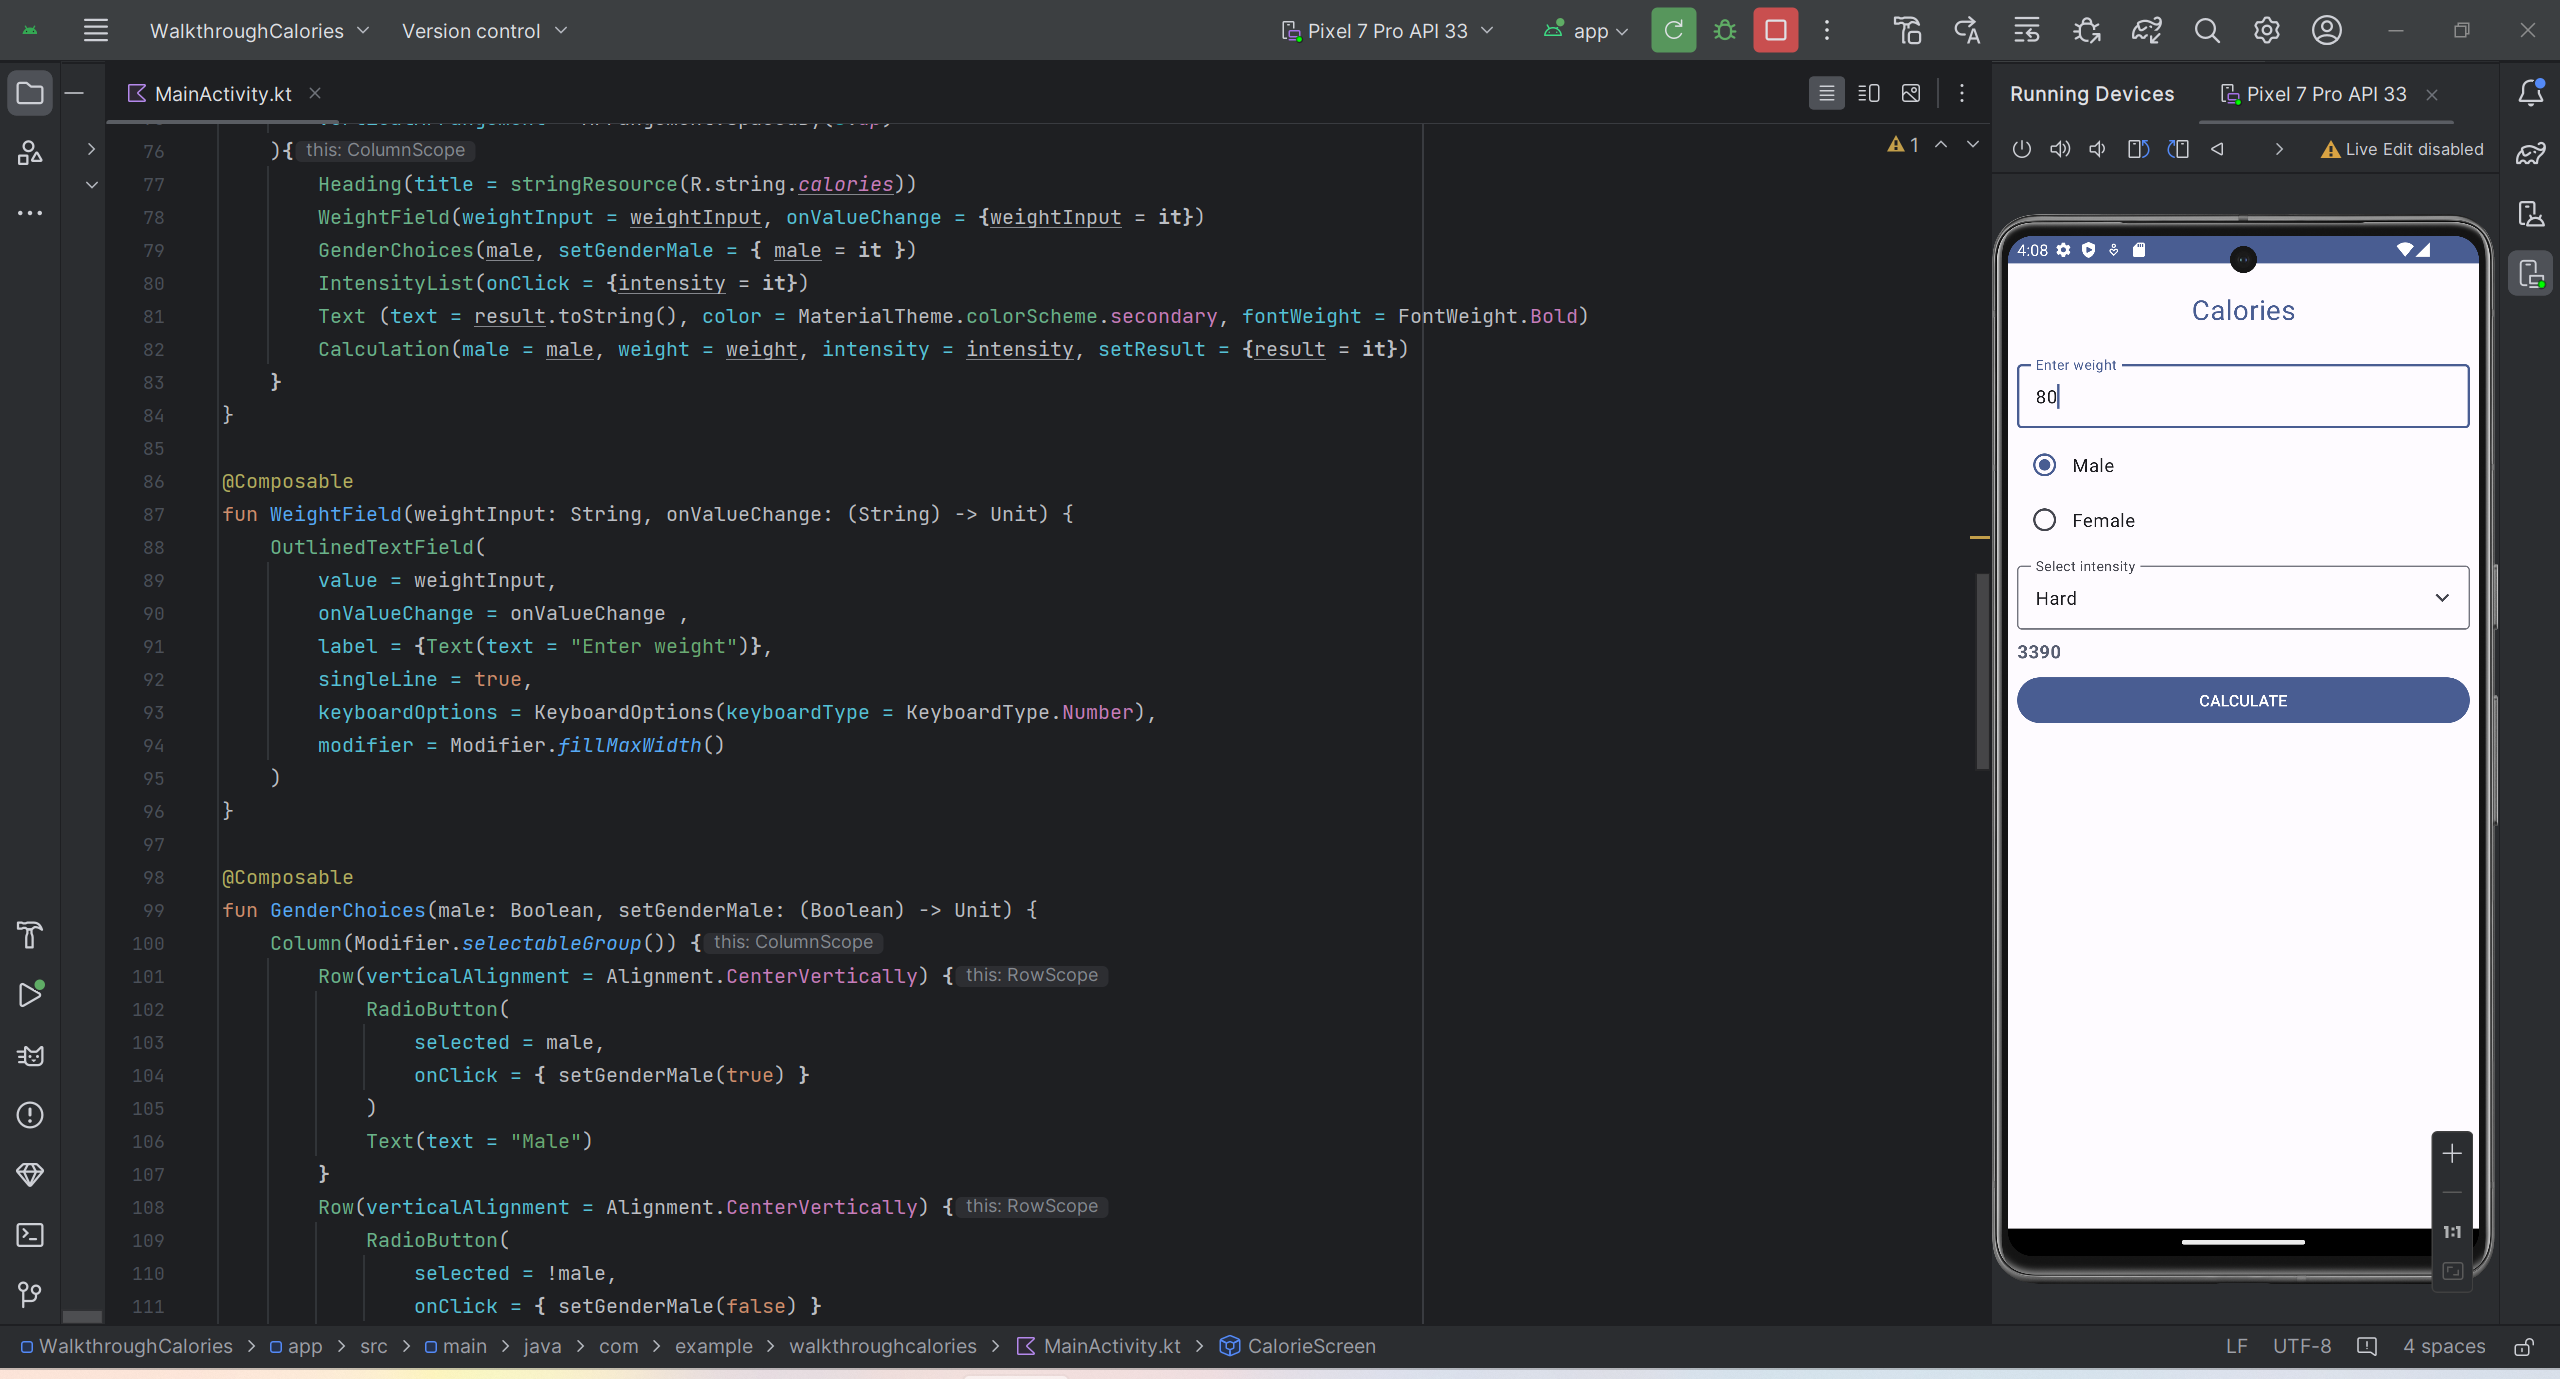 WalkthroughCalories
Version control
Pixel 7 Pro API 33
app
MainActivity.kt
76 ){ this: ColumnScope
77 Heading(title = stringResource(R.string.calories))
78 WeightField(weightInput = weightInput, onValueChange = {weightInput = it})
79 GenderChoices(male, setGenderMale = { male = it })
80 IntensityList(onClick = {intensity = it})
81 Text (text = result.toString(), color = MaterialTheme.colorScheme.secondary, fontWeight = FontWeight.Bold)
82 Calculation(male = male, weight = weight, intensity = intensity, setResult = {result = it})
83 }
84 }
85
86 @Composable
87 fun WeightField(weightInput: String, onValueChange: (String) -> Unit) {
88 OutlinedTextField(
89 value = weightInput,
90 onValueChange = onValueChange ,
91 label = {Text(text = "Enter weight")},
92 singleLine = true,
93 keyboardOptions = KeyboardOptions(keyboardType = KeyboardType.Number),
94 modifier = Modifier.fillMaxWidth()
95 )
96 }
97
98 @Composable
99 fun GenderChoices(male: Boolean, setGenderMale: (Boolean) -> Unit) {
100 Column(Modifier.selectableGroup()) { this: ColumnScope
101 Row(verticalAlignment = Alignment.CenterVertically) { this: RowScope
102 RadioButton(
103 selected = male,
104 onClick = { setGenderMale(true) }
105 )
106 Text(text = "Male")
107 }
108 Row(verticalAlignment = Alignment.CenterVertically) { this: RowScope
109 RadioButton(
110 selected = !male,
111 onClick = { setGenderMale(false) }
1
Running Devices
Pixel 7 Pro API 33
Live Edit disabled
4:08
Calories
Enter weight
80
Male
Female
Select intensity
Hard
3390
CALCULATE
1:1
WalkthroughCalories > app > src > main > java > com > example > walkthroughcalories > MainActivity.kt > CalorieScreen
LF UTF-8 4 spaces